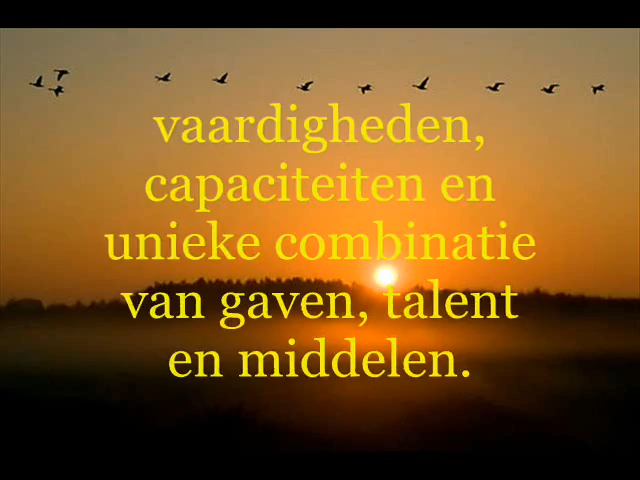 vaardigheden,
capaciteiten en
unieke combinatie
van gaven, talent
en middelen.